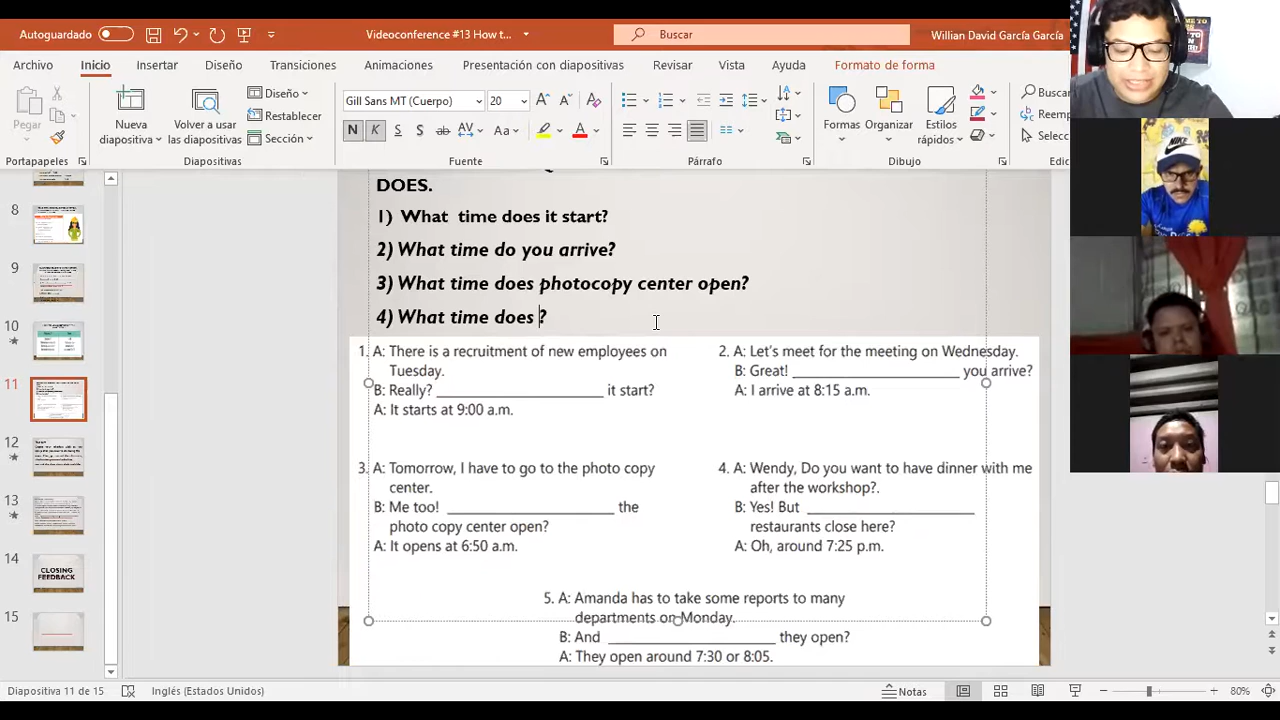 Autoguardado
Videoconference #13 How t...
Buscar
Willian David García García
Archivo Inicio Insertar Diseño Transiciones Animaciones Presentación con diapositivas Revisar Vista Ayuda Formato de forma
Pegar
Nueva diapositiva
Volver a usar las diapositivas
Diseño
Restablecer
Sección
Gill Sans MT (Cuerpo) 20
N K S S ab AV Aa A
Formas Organizar Estilos rápidos
Buscar
Reemp
Selecc
Portapapeles Diapositivas Fuente Párrafo Dibujo
8
9
10
11
12
13
14
CLOSING
FEEDBACK
15
DOES.
1) What time does it start?
2) What time do you arrive?
3) What time does photocopy center open?
4) What time does ?
1. A: There is a recruitment of new employees on
Tuesday.
B: Really? ____________________ it start?
A: It starts at 9:00 a.m.
2. A: Let's meet for the meeting on Wednesday.
B: Great! ____________________ you arrive?
A: I arrive at 8:15 a.m.
3. A: Tomorrow, I have to go to the photo copy
center.
B: Me too! ____________________ the
photo copy center open?
A: It opens at 6:50 a.m.
4. A: Wendy, Do you want to have dinner with me
after the workshop?.
B: Yes! But ____________________
restaurants close here?
A: Oh, around 7:25 p.m.
5. A: Amanda has to take some reports to many
departments on Monday.
B: And ____________________ they open?
A: They open around 7:30 or 8:05.
Diapositiva 11 de 15 Inglés (Estados Unidos) Notas 80%